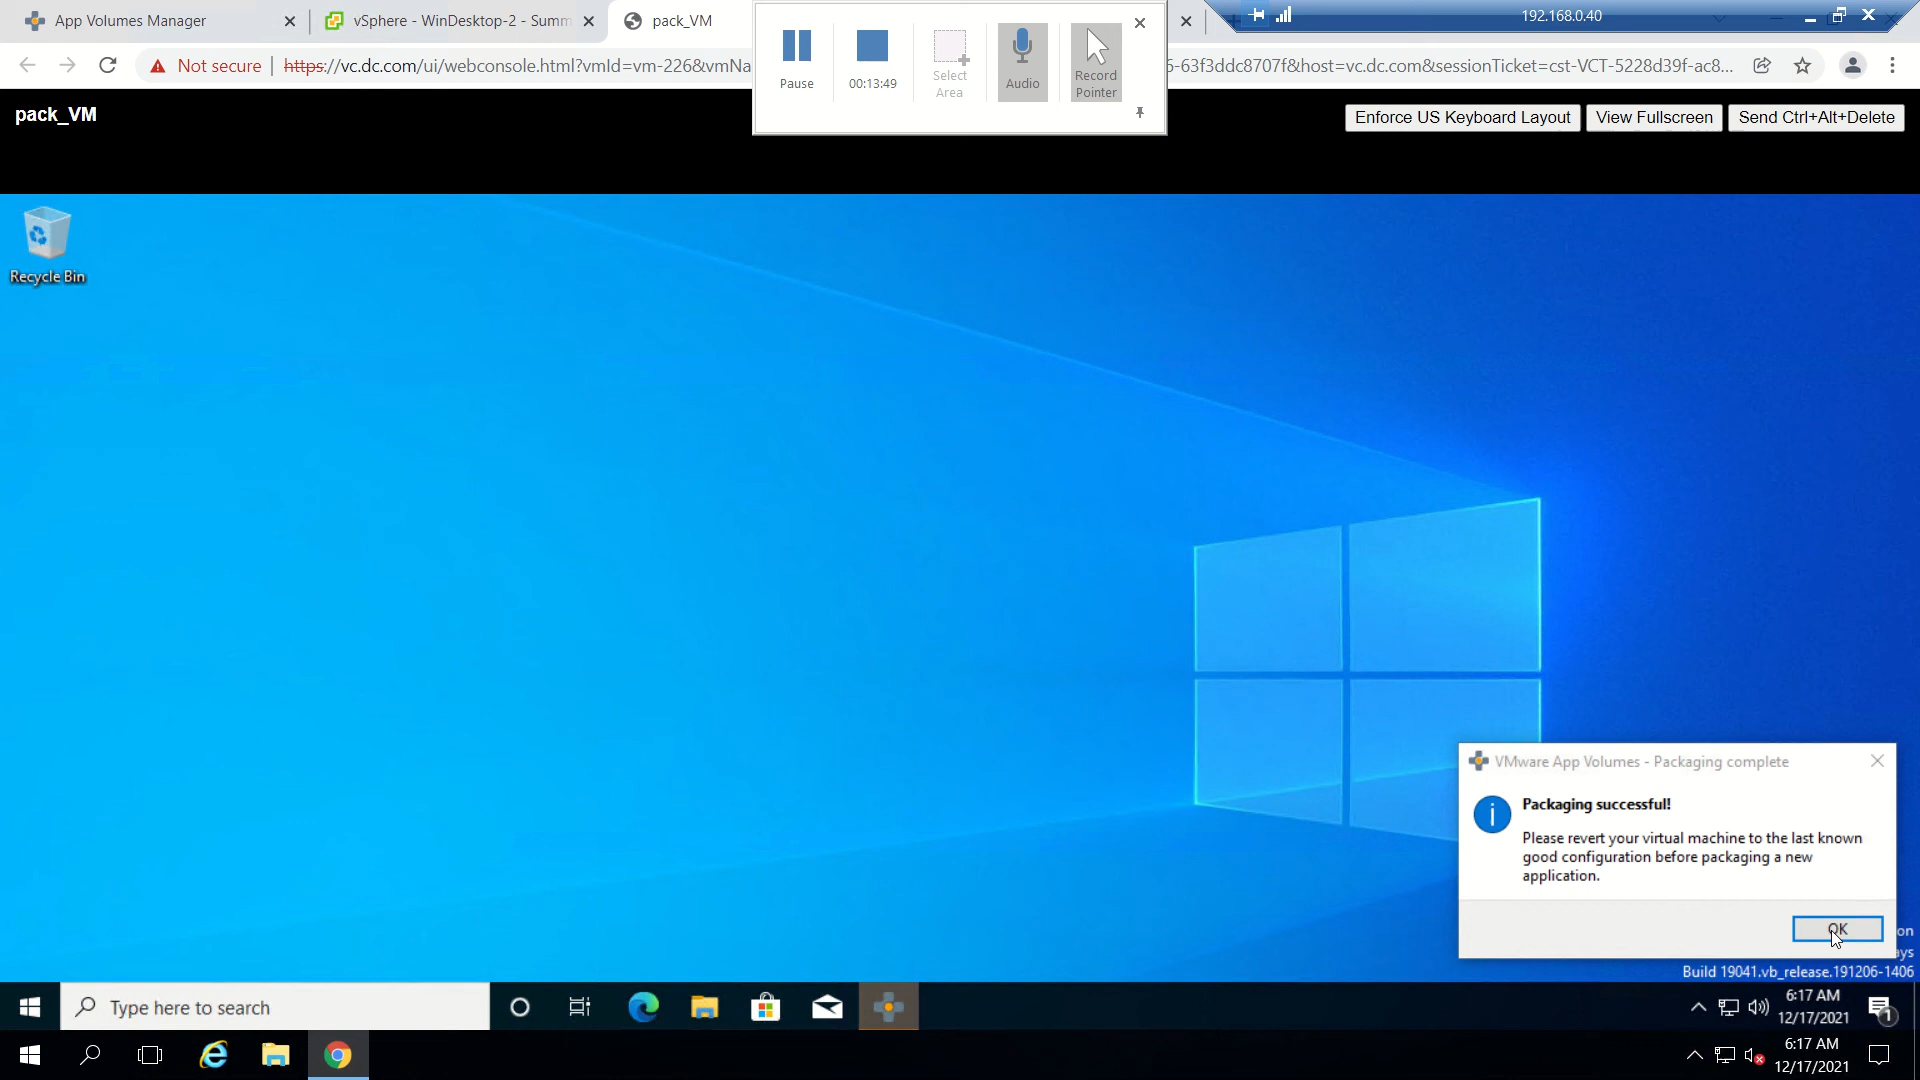 App Volumes Manager
vSphere - WinDesktop-2 - Summ
pack_VM
192.168.0.40
Not secure
https://vc.dc.com/ui/webconsole.html?vmId=vm-226&vmNa
6-63f3ddc8707f&host=vc.dc.com&sessionTicket=cst-VCT-5228d39f-ac8...
Pause
00:13:49
Select
Area
Audio
Record
Pointer
pack_VM
Enforce US Keyboard Layout
View Fullscreen
Send Ctrl+Alt+Delete
Recycle Bin
VMware App Volumes - Packaging complete
Packaging successful!
Please revert your virtual machine to the last known
good configuration before packaging a new
application.
OK
on
ays
Build 19041.vb_release.191206-1406
Type here to search
6:17 AM
12/17/2021
1
6:17 AM
12/17/2021